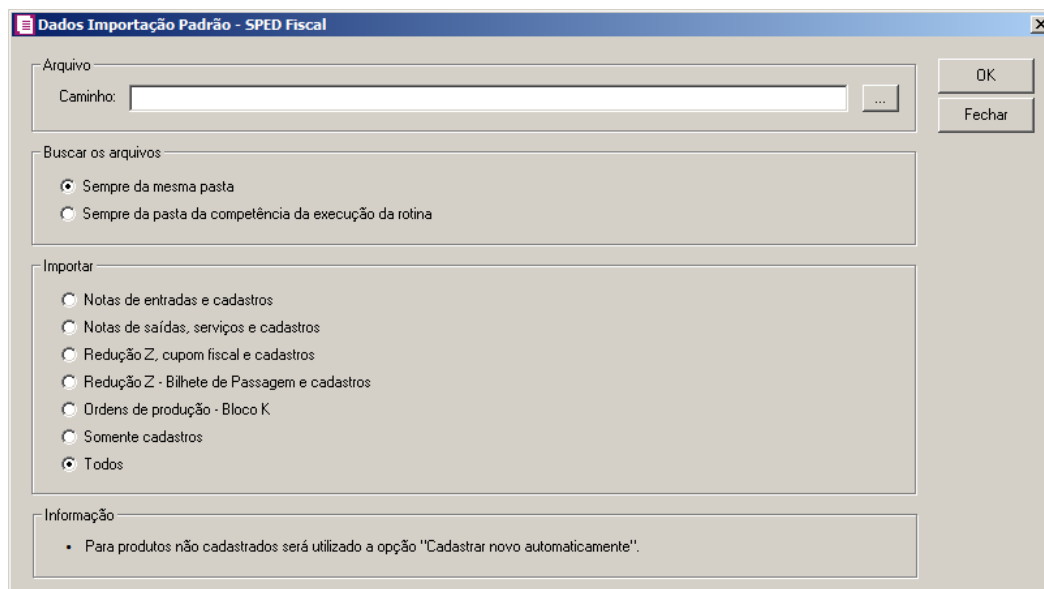 Dados Importação Padrão - SPED Fiscal
Arquivo
OK
Caminho:
...
Fechar
Buscar os arquivos
Sempre da mesma pasta
Sempre da pasta da competência da execução da rotina
Importar
Notas de entradas e cadastros
Notas de saídas, serviços e cadastros
Redução Z, cupom fiscal e cadastros
Redução Z - Bilhete de Passagem e cadastros
Ordens de produção - Bloco K
Somente cadastros
Todos
Informação
• Para produtos não cadastrados será utilizado a opção "Cadastrar novo automaticamente".